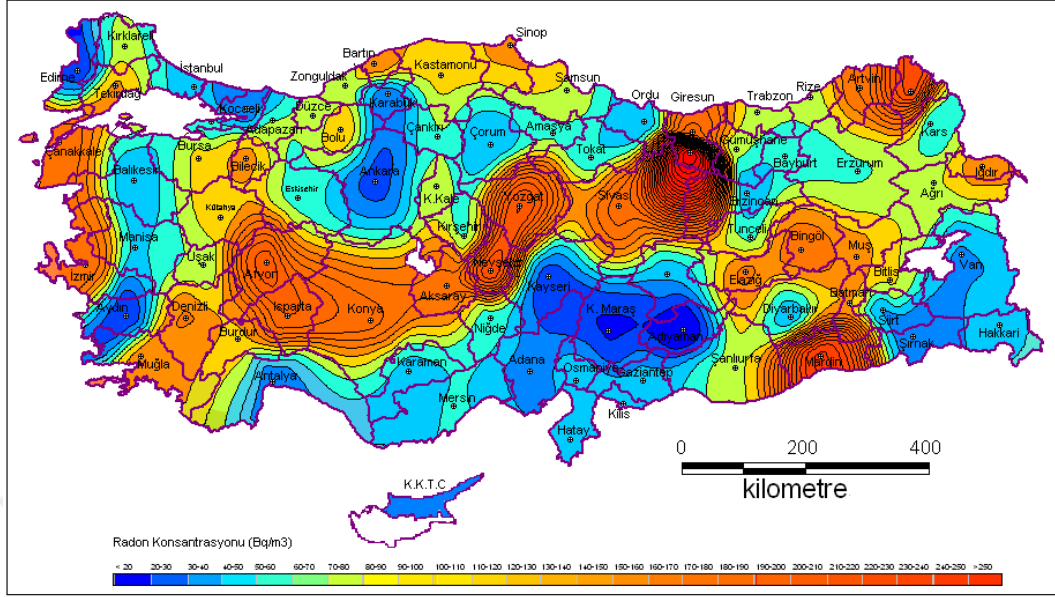 Kırklareli
Sinop
Edirne
İstanbul
Bartın
Kastamonu
Zonguldak
Samsun
Tekirdağ
Kocaeli
Karabük
Ordu
Giresun
Trabzon
Rize
Artvin
Düzce
Adapazarı
Bolu
Çankırı
Çorum
Amasya
Tokat
Gümüşhane
Bayburt
Kars
Çanakkale
Bursa
Bilecik
Balıkesir
Eskisehir
Ankara
K.Kale
Yozgat
Sivas
Erzincan
Erzurum
Iğdır
Ağrı
Kütahya
Kırşehir
Tunceli
Manisa
Uşak
Afyon
Nevşehir
Bingöl
Muş
Van
İzmir
Aksaray
Kayseri
Elazığ
Bitlis
Aydın
Denizli
Isparta
Konya
Niğde
K. Maraş
Adıyaman
Diyarbakır
Batman
Siirt
Hakkari
Burdur
Şırnak
Muğla
Antalya
Karaman
Adana
Osmaniye
Gaziantep
Şanlıurfa
Mardin
Mersin
Kilis
Hatay
0 200 400
kilometre
K.K.T.C
Radon Konsantrasyonu (Bq/m3)
< 20 20-30 30-40 40-50 50-60 60-70 70-80 80-90 90-100 100-110 110-120 120-130 130-140 140-150 150-160 160-170 170-180 180-190 190-200 200-210 210-220 220-230 230-240 240-250 >250